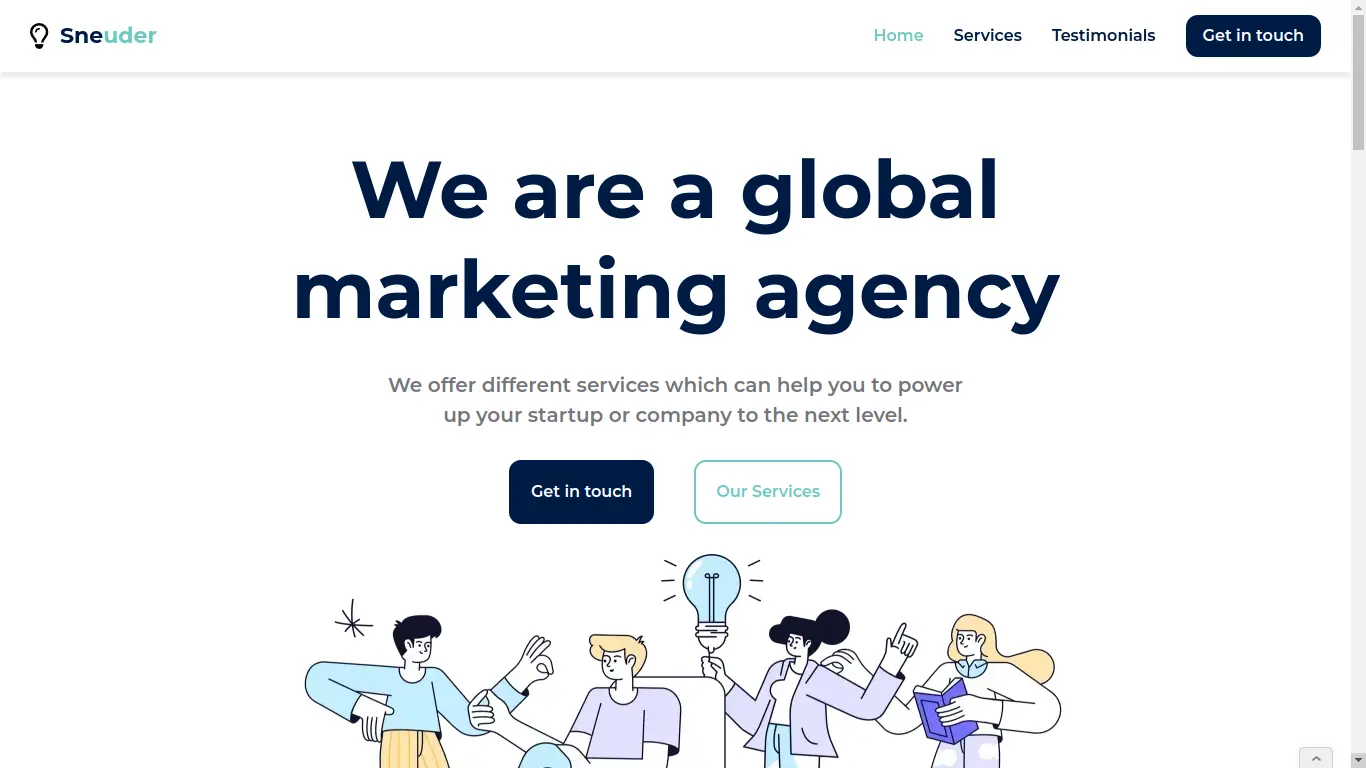 Sneuder
Home
Services
Testimonials
Get in touch
We are a global
marketing agency
We offer different services which can help you to power
up your startup or company to the next level.
Get in touch
Our Services